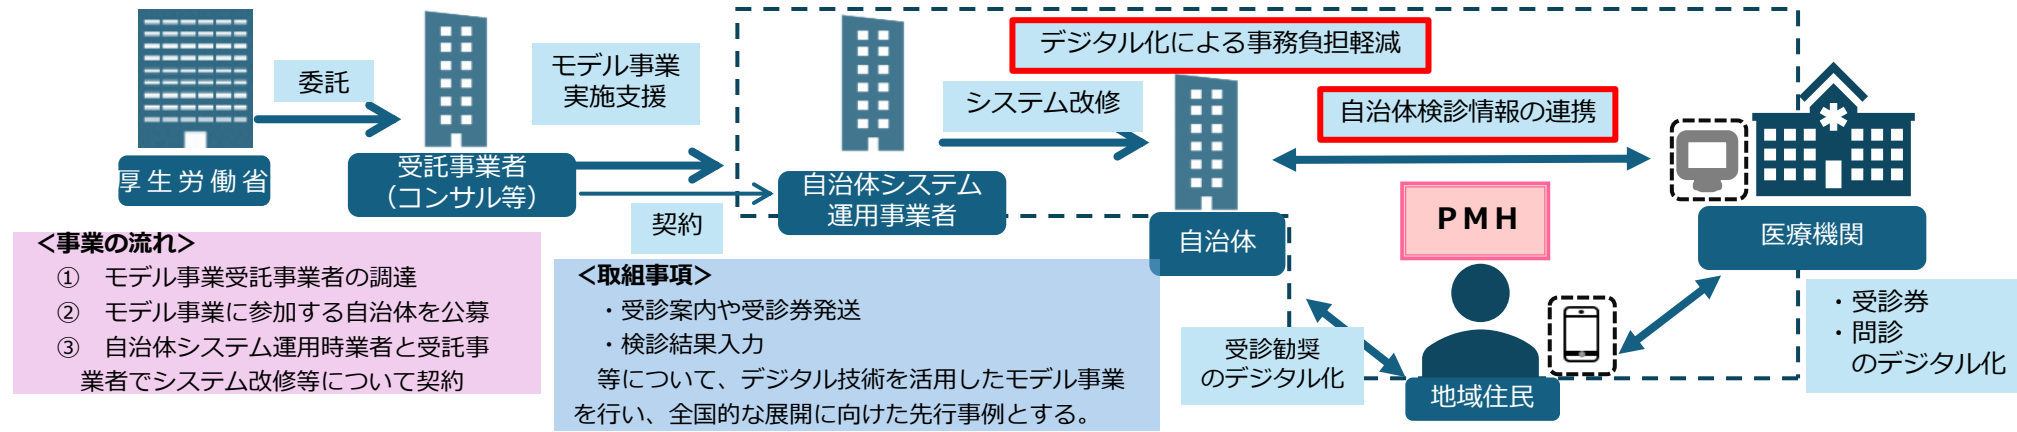 委託
モデル事業
実施支援
デジタル化による事務負担軽減
システム改修
自治体検診情報の連携
厚生労働省
受託事業者
（コンサル等）
自治体システム
運用事業者
契約
自治体
PMH
医療機関
＜事業の流れ＞
① モデル事業受託事業者の調達
② モデル事業に参加する自治体を公募
③ 自治体システム運用時業者と受託事
業者でシステム改修等について契約
＜取組事項＞
・受診案内や受診券発送
・検診結果入力
等について、デジタル技術を活用したモデル事業
を行い、全国的な展開に向けた先行事例とする。
受診勧奨
のデジタル化
地域住民
・受診券
・問診
のデジタル化